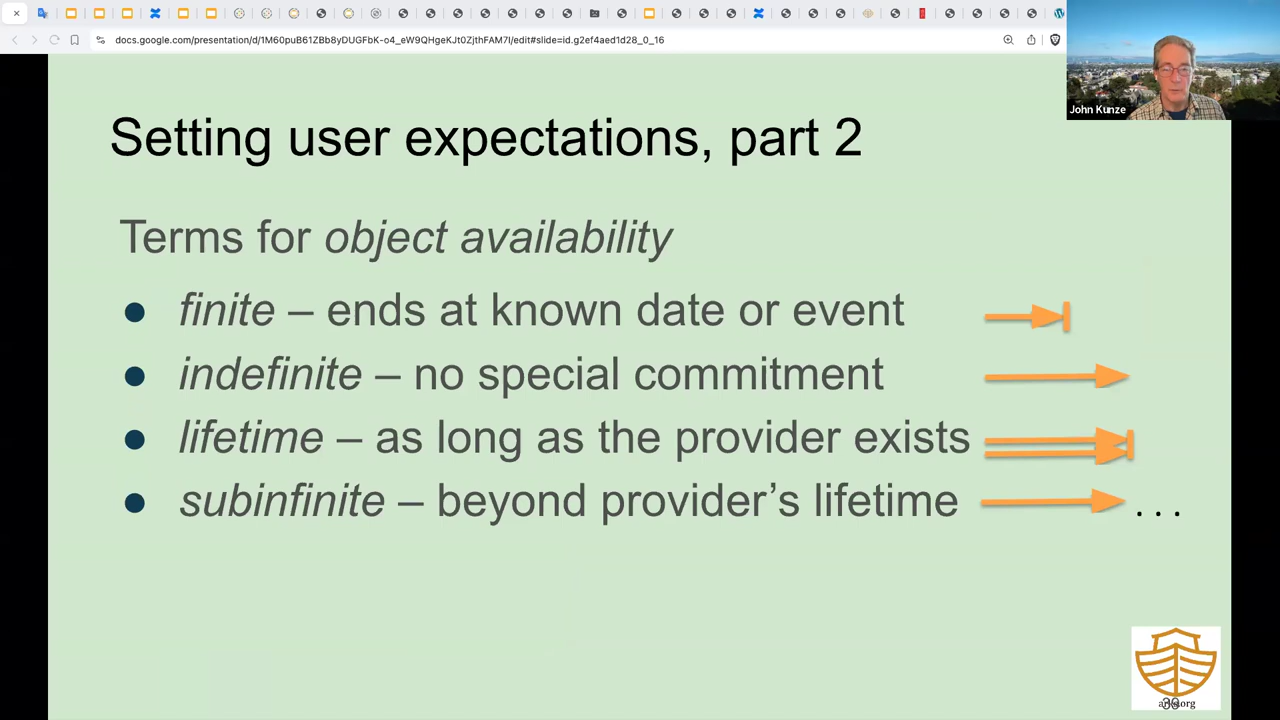 docs.google.com/presentation/d/1M60puB61ZBb8yDUGFbK-o4_eW9QHgeKJt0ZjthFAM7I/edit#slide=id.g2ef4aed1d28_0_16
John Kunze
Setting user expectations, part 2
Terms for object availability
● finite – ends at known date or event
● indefinite – no special commitment
● lifetime – as long as the provider exists
● subinfinite – beyond provider’s lifetime
. . .
30